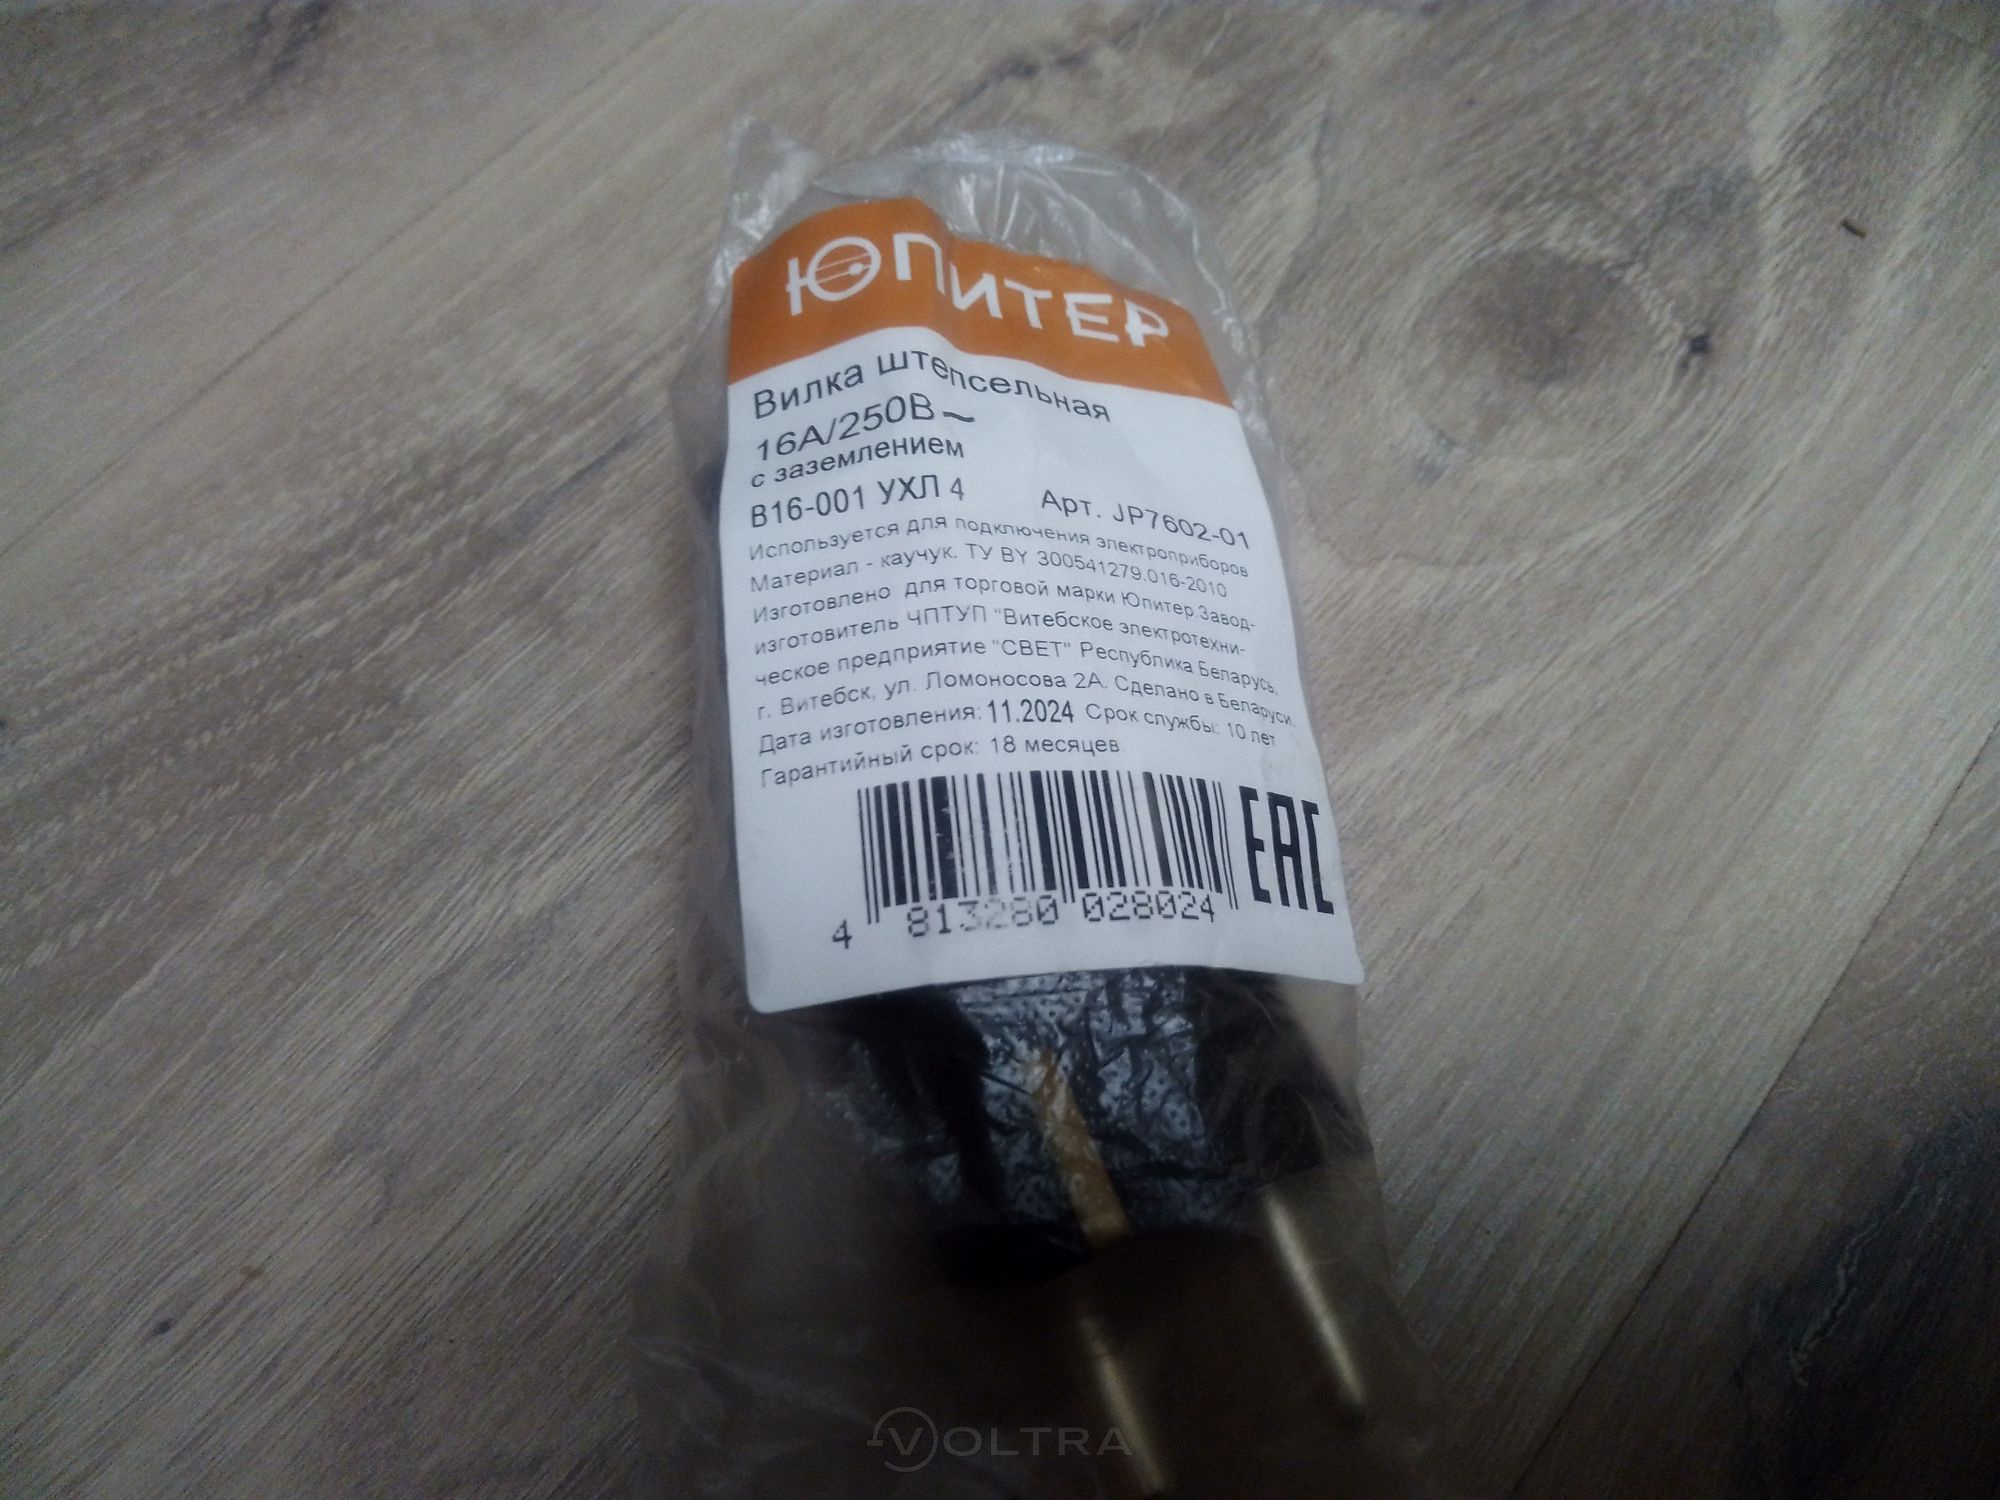 ЮПИТЕР
Вилка штепсельная
16А/250В~
с заземлением
В16-001 УХЛ 4 Арт. JP7602-01
Используется для подключения электроприборов
Материал - каучук. ТУ BY 300541279.016-2010
Изготовлено для торговой марки Юпитер.Завод-
изготовитель ЧПТУП "Витебское электротехни-
ческое предприятие "СВЕТ" Республика Беларусь,
г. Витебск, ул. Ломоносова 2А. Сделано в Беларуси.
Дата изготовления: 11.2024 Срок службы: 10 лет
Гарантийный срок: 18 месяцев
EAC
4 813280 028024
VOLTRA